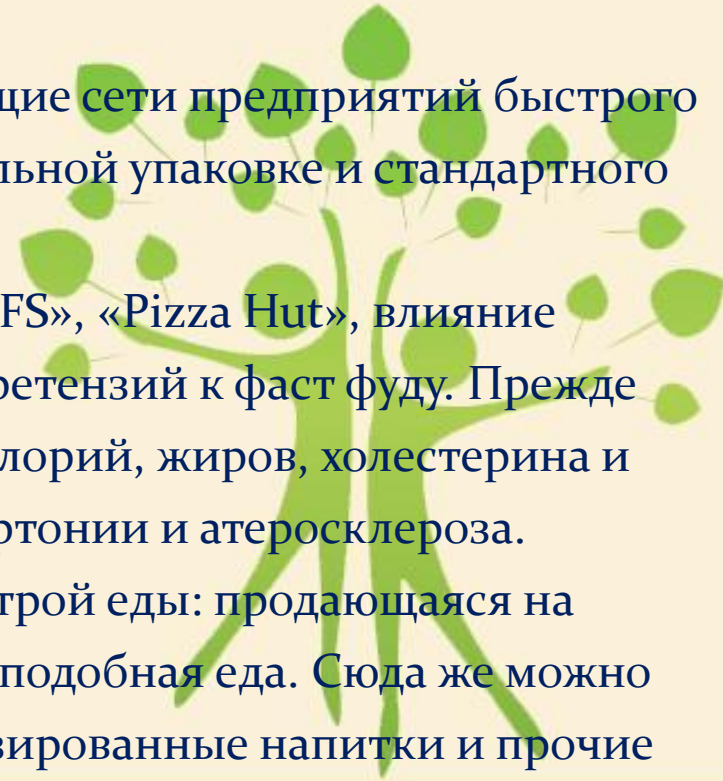 щие сети предприятий быстрого
льной упаковке и стандартного
FS», «Pizza Hut», влияние
ретензий к фаст фуду. Прежде
лорий, жиров, холестерина и
ртонии и атеросклероза.
трой еды: продающаяся на
подобная еда. Сюда же можно
зированные напитки и прочие